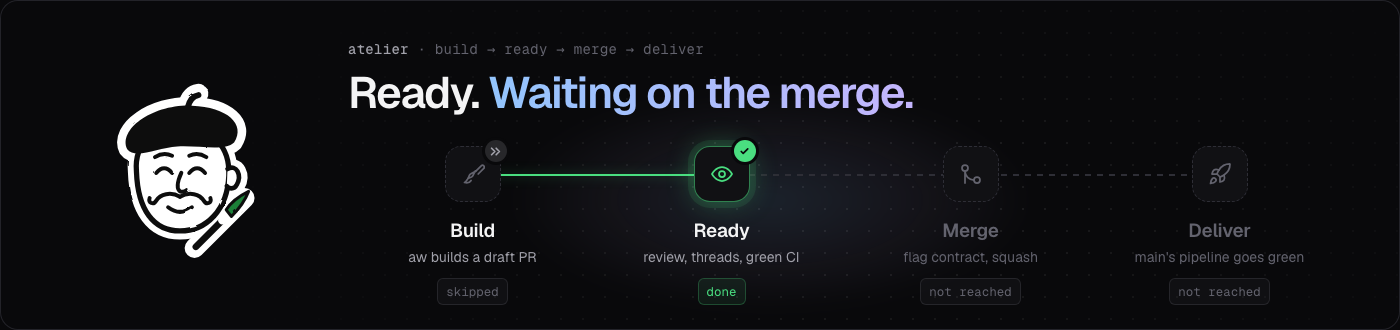 atelier · build → ready → merge → deliver
Ready. Waiting on the merge.
Build
Ready
Merge
Deliver
aw builds a draft PR
review, threads, green CI
flag contract, squash
main's pipeline goes green
skipped
done
not reached
not reached